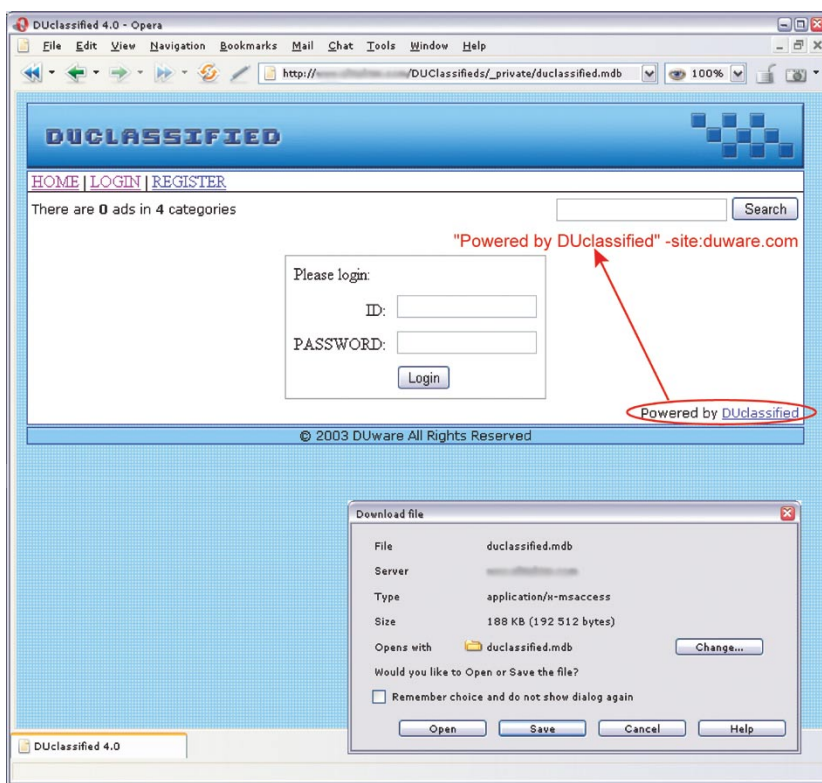 DUclassified 4.0 - Opera
File Edit View Navigation Bookmarks Mail Chat Tools Window Help
http:// /DUClassifieds/_private/duclassified.mdb 100%
DUCLASSIFIED
HOME | LOGIN | REGISTER
There are 0 ads in 4 categories Search
"Powered by DUclassified" -site:duware.com
Please login:
ID:
PASSWORD:
Login
Powered by DUclassified
© 2003 DUware All Rights Reserved
Download file
File duclassified.mdb
Server
Type application/x-msaccess
Size 188 KB (192 512 bytes)
Opens with duclassified.mdb Change...
Would you like to Open or Save the file?
Remember choice and do not show dialog again
Open Save Cancel Help
DUclassified 4.0